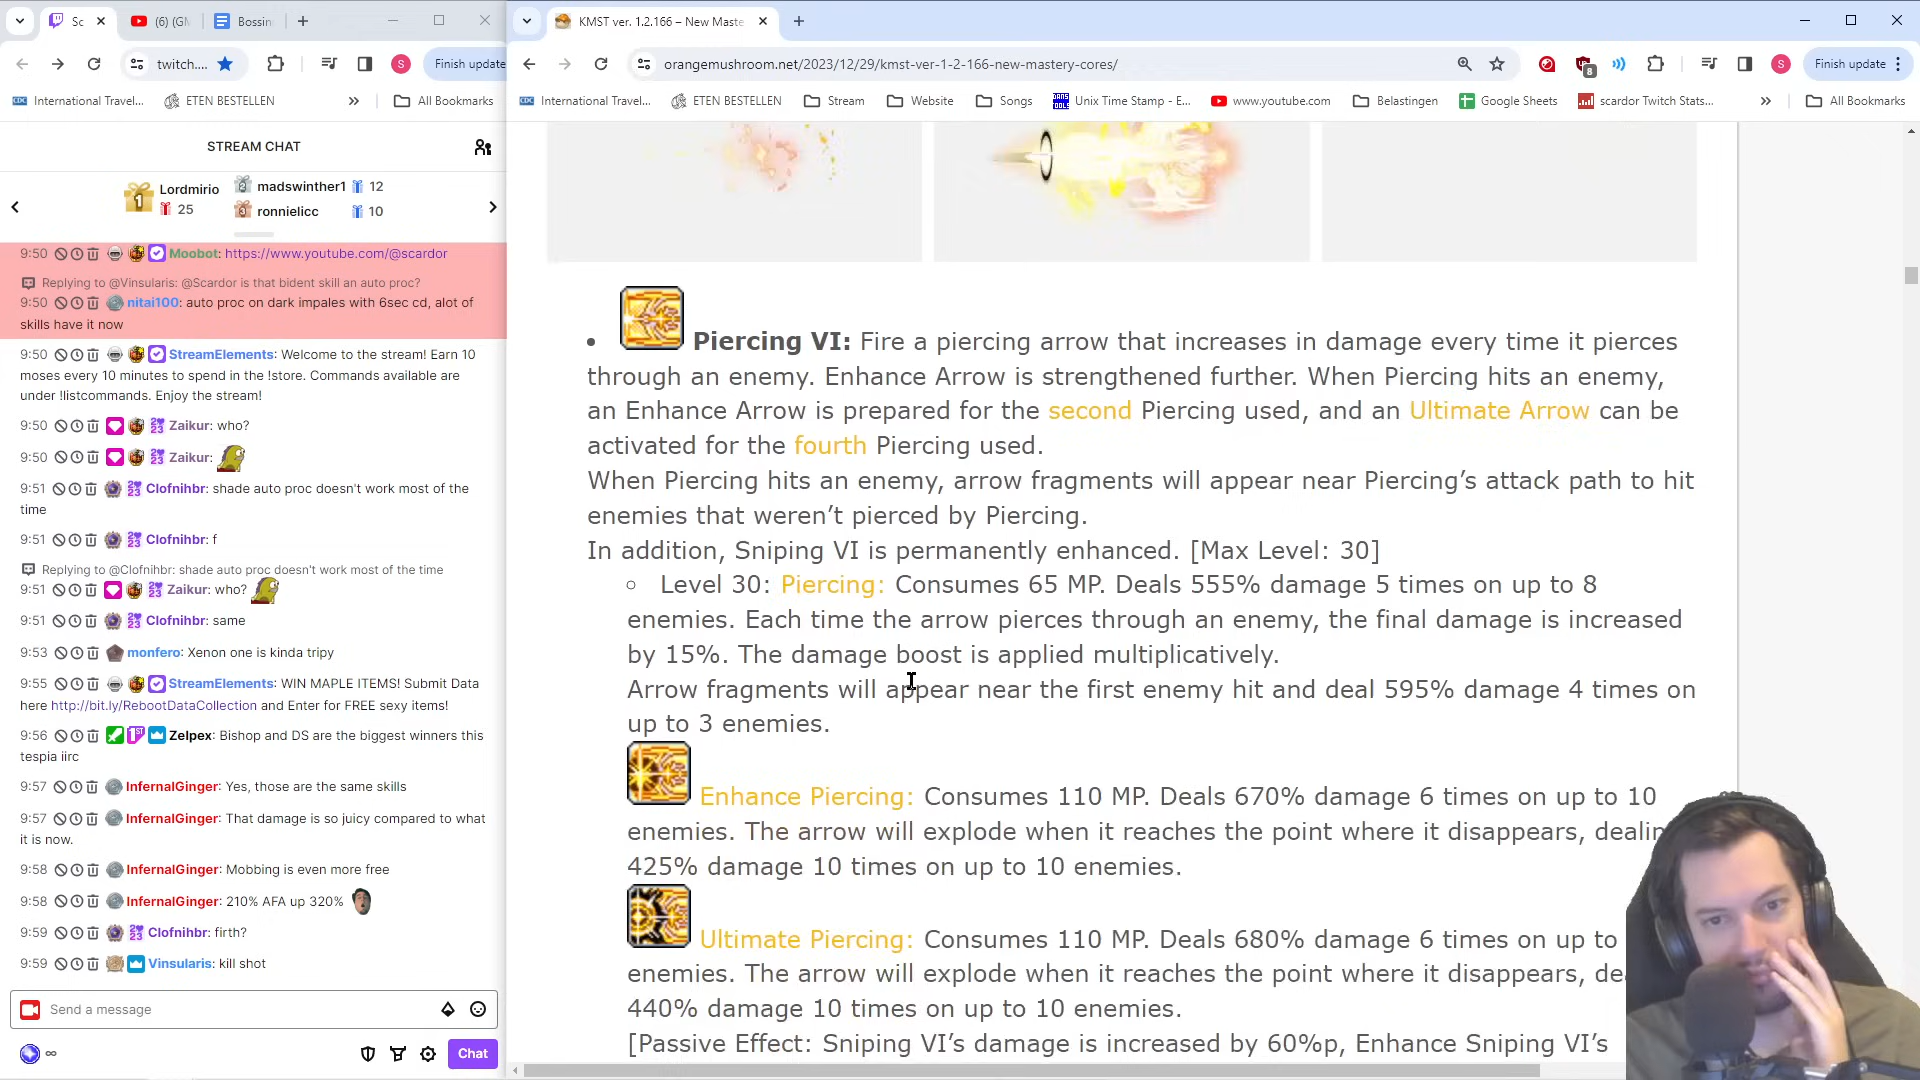 Sc
(6) (GM
Bossin
KMST ver. 1.2.166 – New Maste
twitch....
Finish update
orangemushroom.net/2023/12/29/kmst-ver-1-2-166-new-mastery-cores/
8
Finish update
International Travel...
ETEN BESTELLEN
All Bookmarks
International Travel...
ETEN BESTELLEN
Stream
Website
Songs
Unix Time Stamp - E...
www.youtube.com
Belastingen
Google Sheets
scardor Twitch Stats...
All Bookmarks
STREAM CHAT
1 Lordmirio 25
2 madswinther1 12
3 ronnielicc 10
9:50 Moobot: https://www.youtube.com/@scardor
Replying to @Vinsularis: @Scardor is that bident skill an auto proc?
9:50 nitai100: auto proc on dark impales with 6sec cd, alot of
skills have it now
9:50 StreamElements: Welcome to the stream! Earn 10
moses every 10 minutes to spend in the !store. Commands available are
under !listcommands. Enjoy the stream!
9:50 Zaikur: who?
9:50 Zaikur:
9:51 Clofnihbr: shade auto proc doesn't work most of the
time
9:51 Clofnihbr: f
Replying to @Clofnihbr: shade auto proc doesn't work most of the time
9:51 Zaikur: who?
9:51 Clofnihbr: same
9:53 monfero: Xenon one is kinda tripy
9:55 StreamElements: WIN MAPLE ITEMS! Submit Data
here http://bit.ly/RebootDataCollection and Enter for FREE sexy items!
9:56 Zelpex: Bishop and DS are the biggest winners this
tespia iirc
9:57 InfernalGinger: Yes, those are the same skills
9:57 InfernalGinger: That damage is so juicy compared to what
it is now.
9:58 InfernalGinger: Mobbing is even more free
9:58 InfernalGinger: 210% AFA up 320%
9:59 Clofnihbr: firth?
9:59 Vinsularis: kill shot
Send a message
Chat
Piercing VI: Fire a piercing arrow that increases in damage every time it pierces
through an enemy. Enhance Arrow is strengthened further. When Piercing hits an enemy,
an Enhance Arrow is prepared for the second Piercing used, and an Ultimate Arrow can be
activated for the fourth Piercing used.
When Piercing hits an enemy, arrow fragments will appear near Piercing's attack path to hit
enemies that weren't pierced by Piercing.
In addition, Sniping VI is permanently enhanced. [Max Level: 30]
Level 30: Piercing: Consumes 65 MP. Deals 555% damage 5 times on up to 8
enemies. Each time the arrow pierces through an enemy, the final damage is increased
by 15%. The damage boost is applied multiplicatively.
Arrow fragments will appear near the first enemy hit and deal 595% damage 4 times on
up to 3 enemies.
Enhance Piercing: Consumes 110 MP. Deals 670% damage 6 times on up to 10
enemies. The arrow will explode when it reaches the point where it disappears, dealin
425% damage 10 times on up to 10 enemies.
Ultimate Piercing: Consumes 110 MP. Deals 680% damage 6 times on up to
enemies. The arrow will explode when it reaches the point where it disappears, de
440% damage 10 times on up to 10 enemies.
[Passive Effect: Sniping VI's damage is increased by 60%p, Enhance Sniping VI's